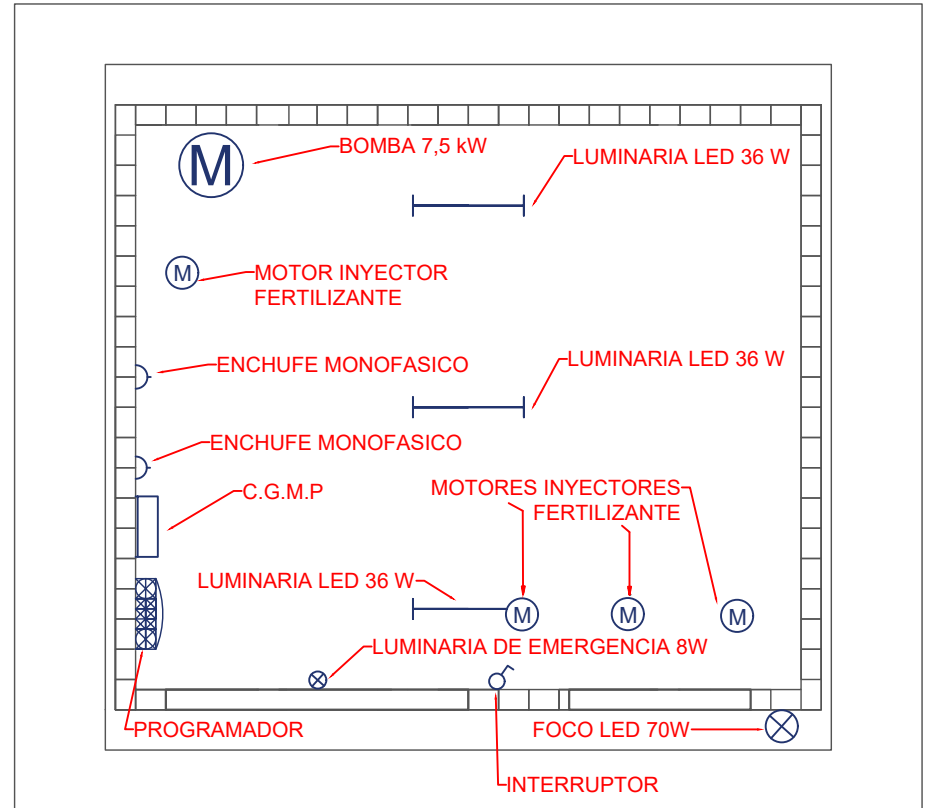 BOMBA 7,5 kW
M
LUMINARIA LED 36 W
M
MOTOR INYECTOR
FERTILIZANTE
ENCHUFE MONOFASICO
LUMINARIA LED 36 W
ENCHUFE MONOFASICO
C.G.M.P
MOTORES INYECTORES
FERTILIZANTE
LUMINARIA LED 36 W
M
M
M
LUMINARIA DE EMERGENCIA 8W
PROGRAMADOR
FOCO LED 70W
INTERRUPTOR